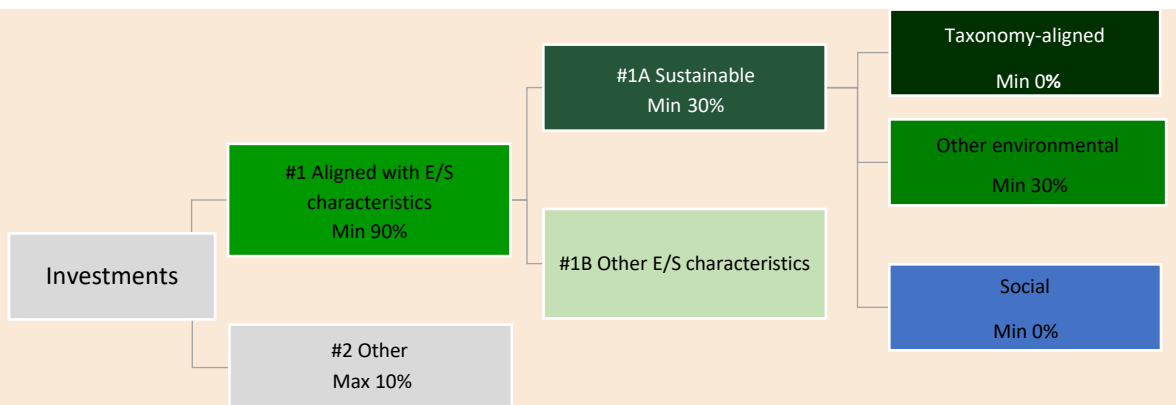 Investments
#1 Aligned with E/S
characteristics
Min 90%
#2 Other
Max 10%
#1A Sustainable
Min 30%
#1B Other E/S characteristics
Taxonomy-aligned
Min 0%
Other environmental
Min 30%
Social
Min 0%